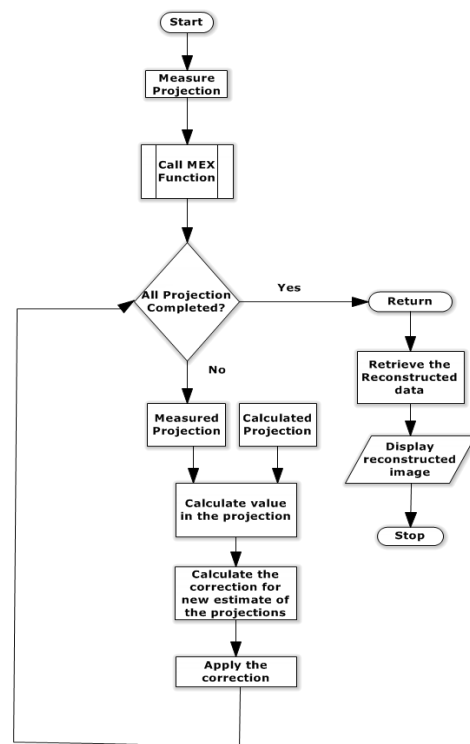 Start
Measure
Projection
Call MEX
Function
All Projection
Completed?
Yes
Return
Retrieve the
Reconstructed
data
Display
reconstructed
image
Stop
No
Measured
Projection
Calculated
Projection
Calculate value
in the projection
Calculate the
correction for
new estimate of
the projections
Apply the
correction